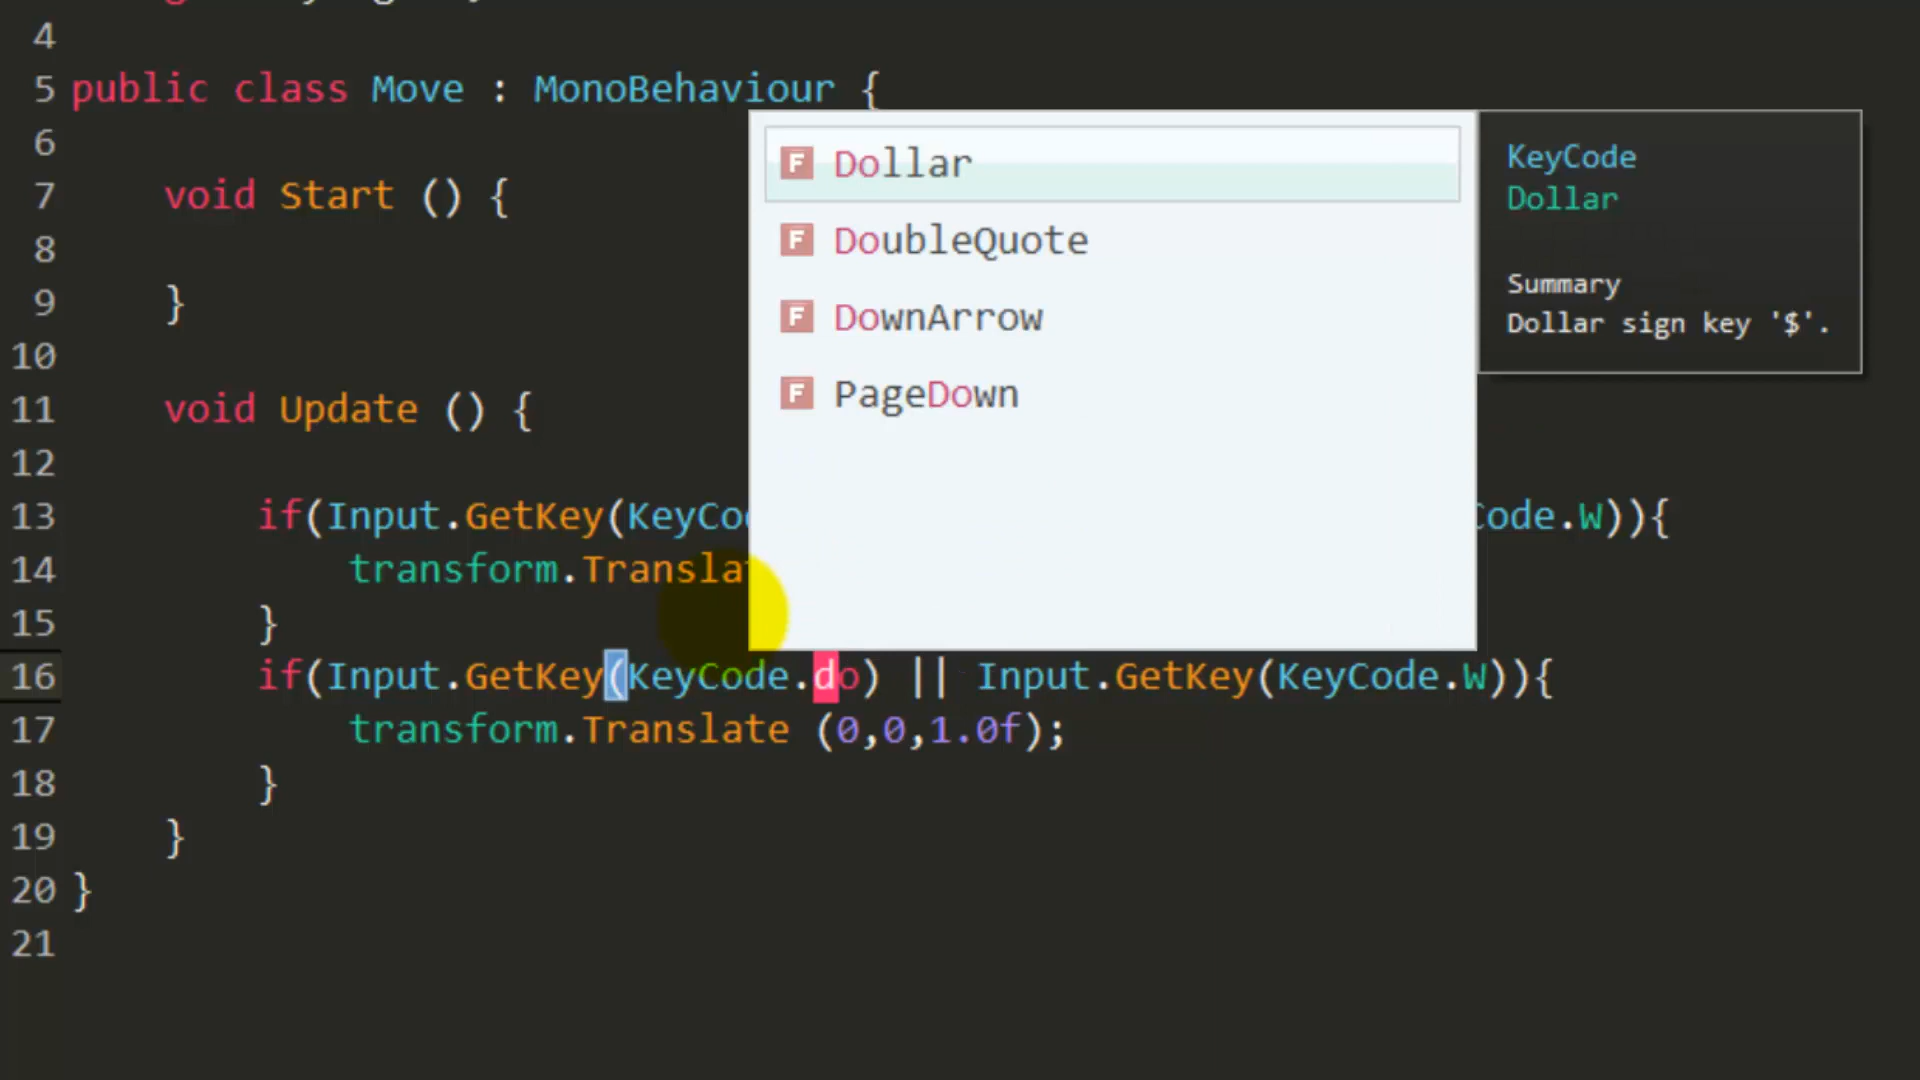 4
5 public class Move : MonoBehaviour {
6
7 void Start () {
8
9 }
10
11 void Update () {
12
13 if(Input.GetKey(KeyCo Code.W)){
14 transform.Transla
15 }
16 if(Input.GetKey(KeyCode.do) || Input.GetKey(KeyCode.W)){
17 transform.Translate (0,0,1.0f);
18 }
19 }
20 }
21
F Dollar
F DoubleQuote
F DownArrow
F PageDown
KeyCode
Dollar
Summary
Dollar sign key '$'.